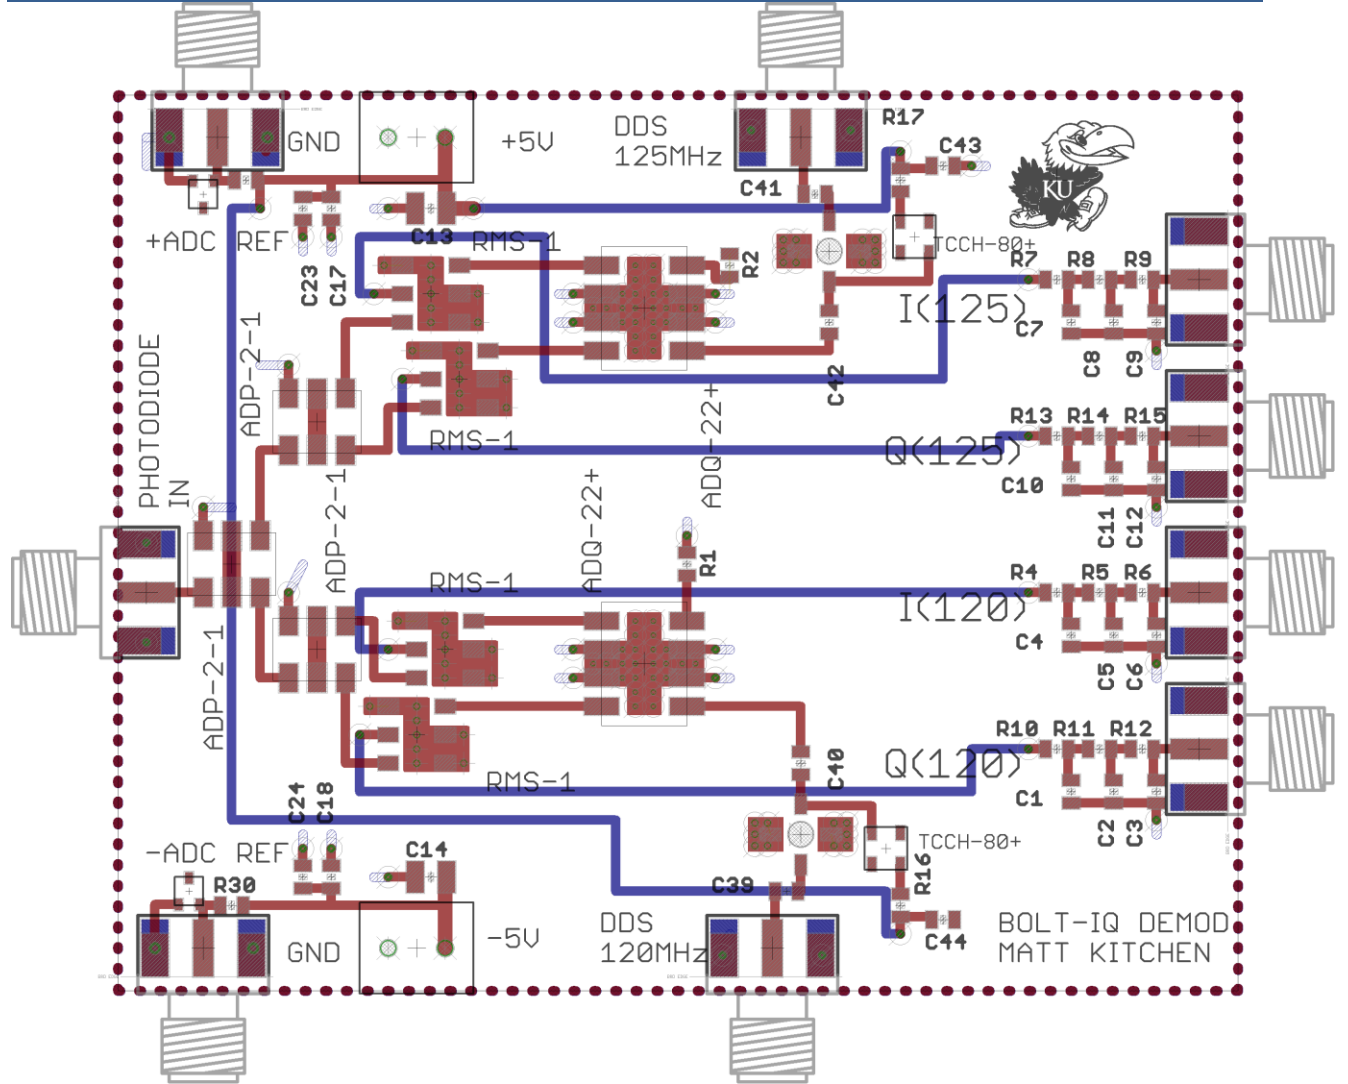 GND
+5V
DDS
125MHz
R17
C43
C41
KU
+ADC REF
C13
RMS-1
R2
TCCH-80+
C23
C17
R7
R8
R9
I(125)
C7
C8
C9
ADP-2-1
C42
PHOTODIODE
IN
RMS-1
ADQ-22+
R13
R14
R15
Q(125)
C10
C11
C12
ADP-2-1
ADQ-22+
R1
RMS-1
R4
R5
R6
I(120)
C4
C5
C6
ADP-2-1
R10
R11
R12
Q(120)
C40
RMS-1
C1
C2
C3
C24
C18
-ADC REF
C14
TCCH-80+
R30
C39
R16
GND
-5V
DDS
120MHz
C44
BOLT-IQ DEMOD
MATT KITCHEN